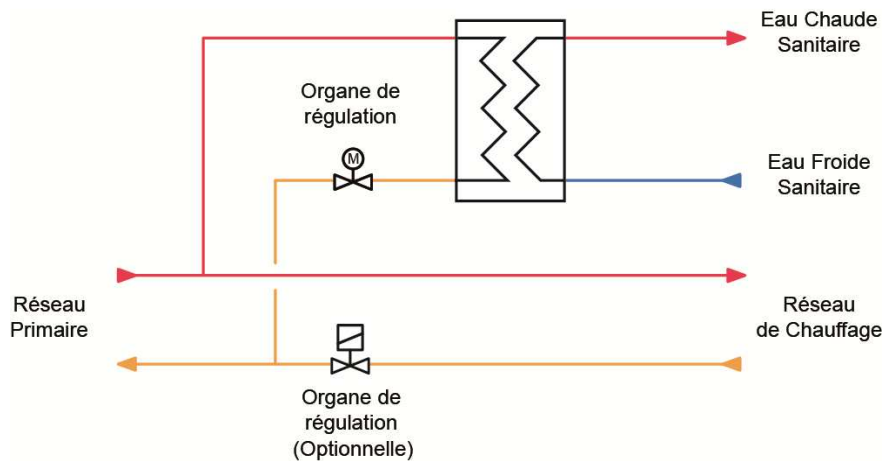 Eau Chaude
Sanitaire
Organe de
régulation
M
Eau Froide
Sanitaire
Réseau
Primaire
Réseau
de Chauffage
Organe de
régulation
(Optionnelle)